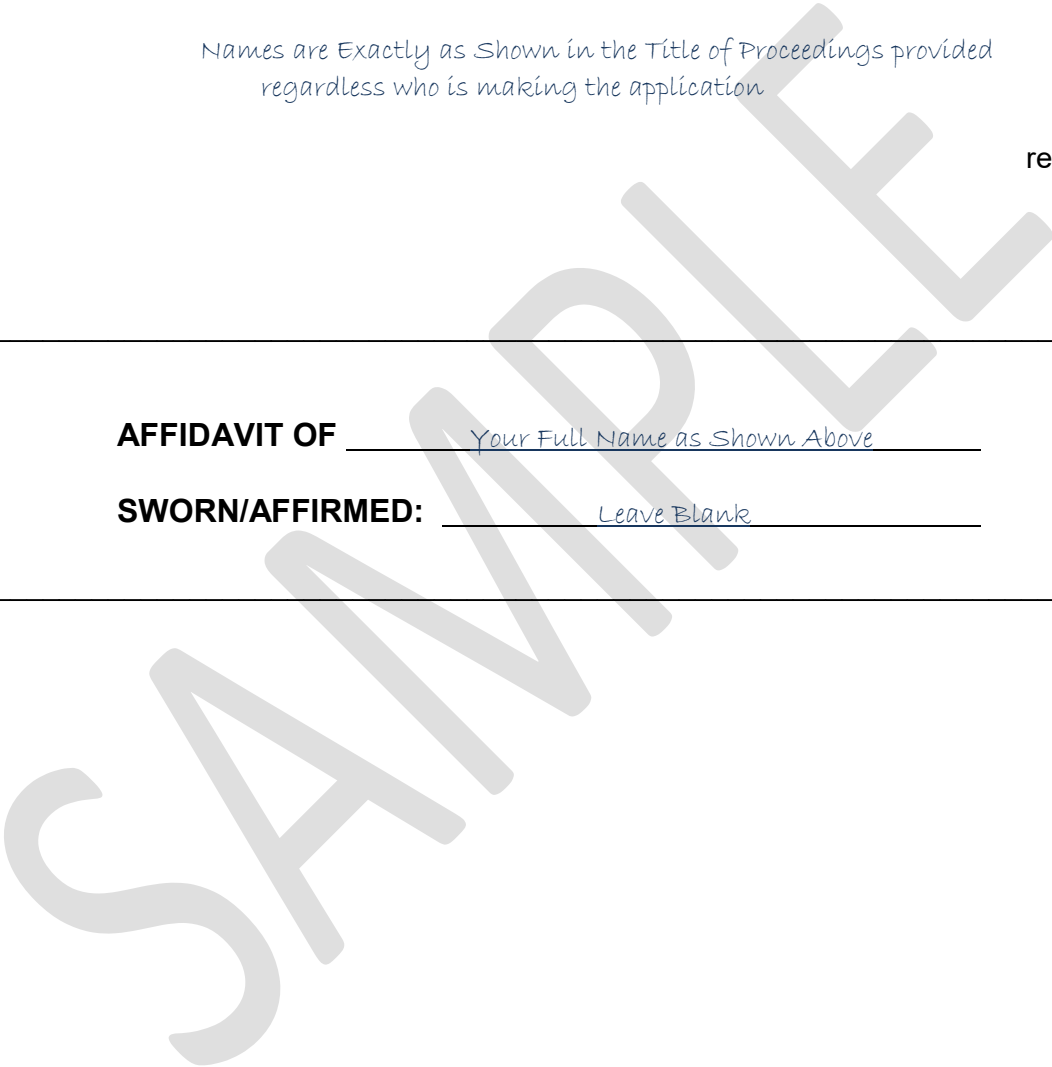 Names are Exactly as Shown in the Title of Proceedings provided
regardless who is making the application
re
AFFIDAVIT OF Your Full Name as Shown Above
SWORN/AFFIRMED: Leave Blank
SAMPLE